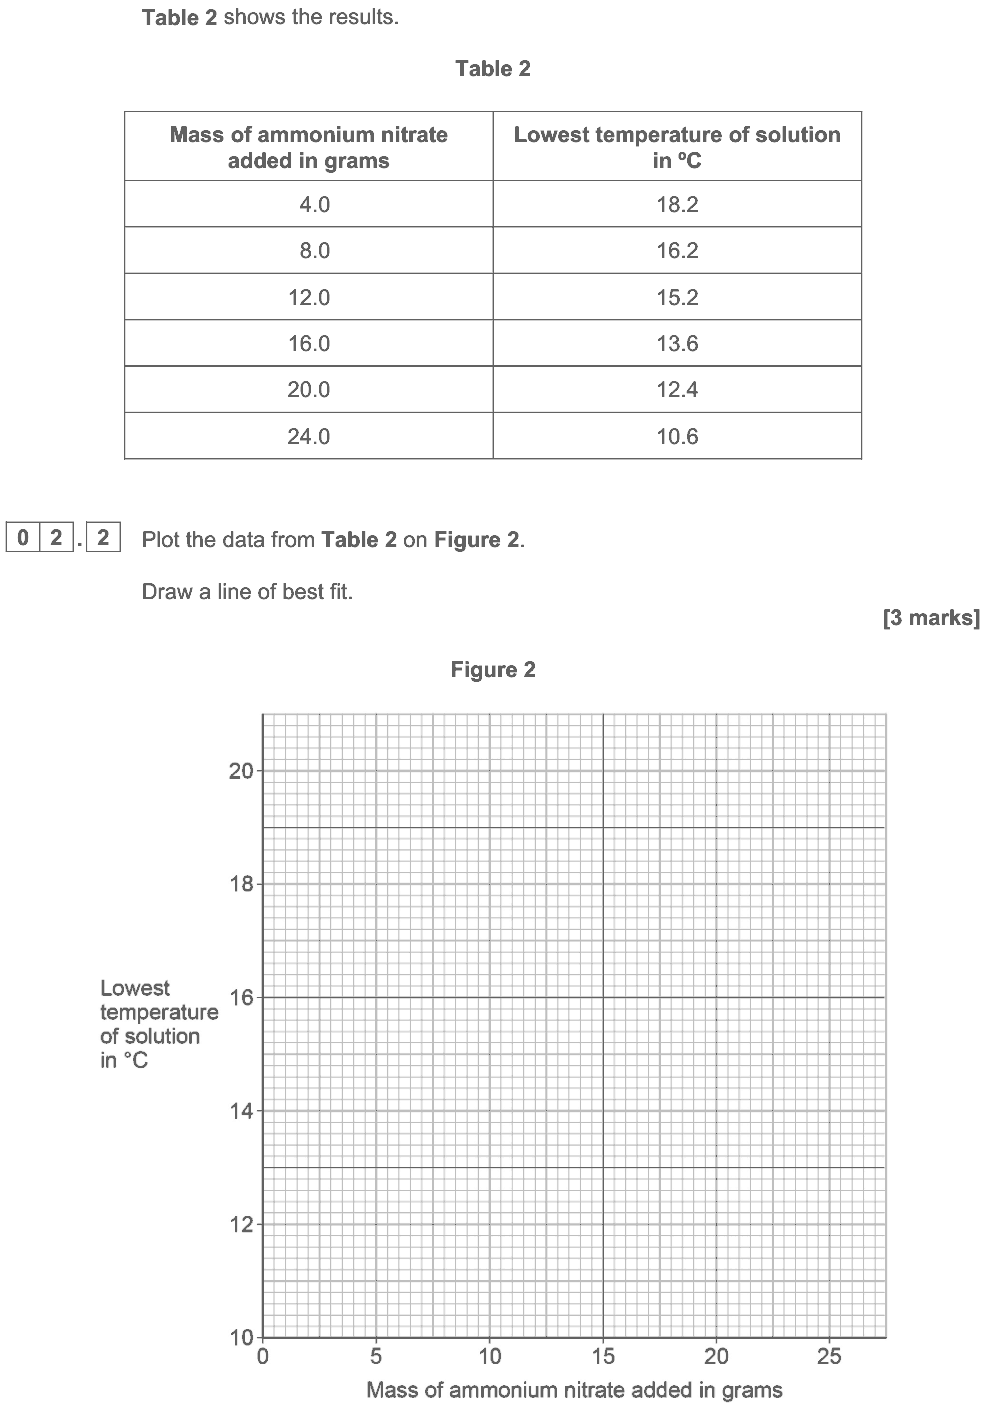 Table 2 shows the results.
Table 2
Mass of ammonium nitrate added in grams
Lowest temperature of solution in ºC
4.0 18.2
8.0 16.2
12.0 15.2
16.0 13.6
20.0 12.4
24.0 10.6
0 2 . 2 Plot the data from Table 2 on Figure 2.
Draw a line of best fit.
[3 marks]
Figure 2
20
18
Lowest
temperature
of solution
in °C
16
14
12
10
0 5 10 15 20 25
Mass of ammonium nitrate added in grams